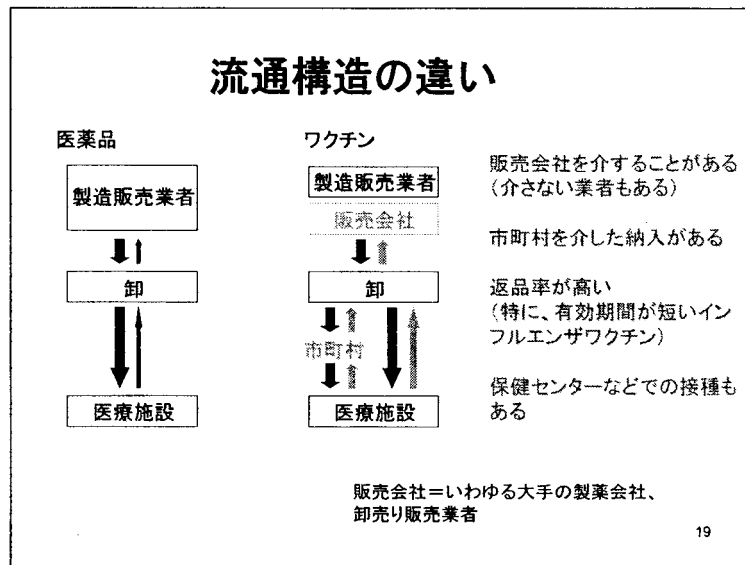 流通構造の違い
医薬品
製造販売業者
卸
医療施設
ワクチン
製造販売業者
販売会社
卸
市町村
医療施設
販売会社を介することがある
(介さない業者もある)
市町村を介した納入がある
返品率が高い
(特に、有効期間が短いイン
フルエンザワクチン)
保健センターなどでの接種も
ある
販売会社=いわゆる大手の製薬会社、
卸売り販売業者
19